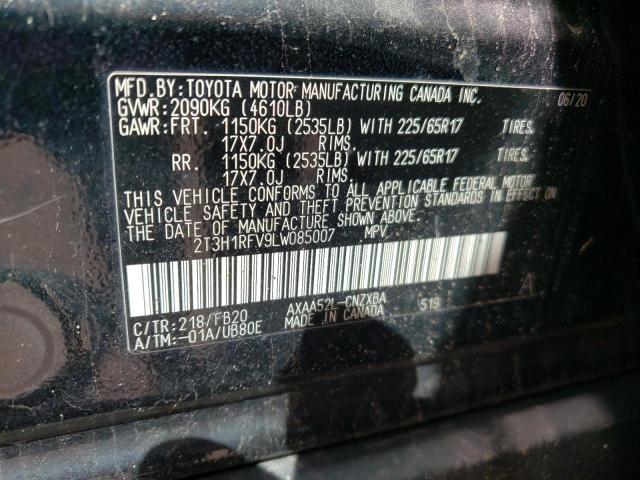 MFD.BY:TOYOTA MOTOR MANUFACTURING CANADA INC. 06/20
GVWR:2090KG (4610LB)
GAWR:FRT. 1150KG (2535LB) WITH 225/65R17 TIRES.
17X7.0J RIMS.
RR. 1150KG (2535LB) WITH 225/65R17 TIRES.
17X7.0J RIMS.
THIS VEHICLE CONFORMS TO ALL APPLICABLE FEDERAL MOTOR
VEHICLE SAFETY AND THEFT PREVENTION STANDARDS IN EFFECT ON
THE DATE OF MANUFACTURE SHOWN ABOVE.
2T3H1RFV9LW085007 MPV
C/TR:218/FB20 AXAA52L-CNZXBA 519 A
A/TM:-01A/UB80E MADE IN CANADA